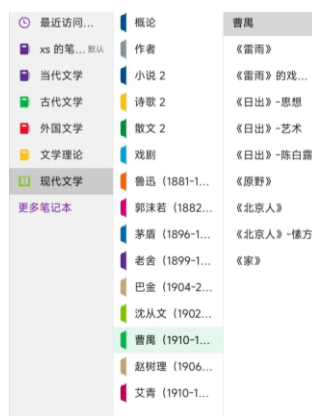 最近访问...
xs 的笔... 默认
当代文学
古代文学
外国文学
文学理论
现代文学
更多笔记本
概论
作者
小说 2
诗歌 2
散文 2
戏剧
鲁迅（1881-1...
郭沫若（1882...
茅盾（1896-1...
老舍（1899-1...
巴金（1904-2...
沈从文（1902...
曹禺（1910-1...
赵树理（1906...
艾青（1910-1...
曹禺
《雷雨》
《雷雨》的戏...
《日出》-思想
《日出》-艺术
《日出》-陈白露
《原野》
《北京人》
《北京人》-愫方
《家》